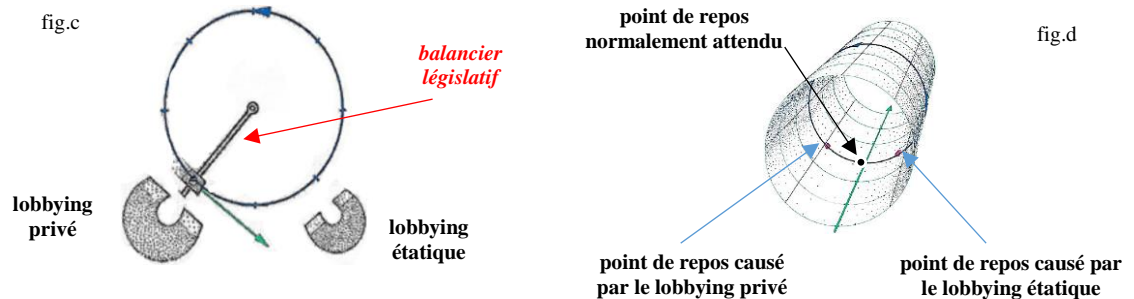 fig.c
balancier
législatif
lobbying
privé
lobbying
étatique
point de repos
normalement attendu
fig.d
point de repos causé
par le lobbying privé
point de repos causé par
le lobbying étatique